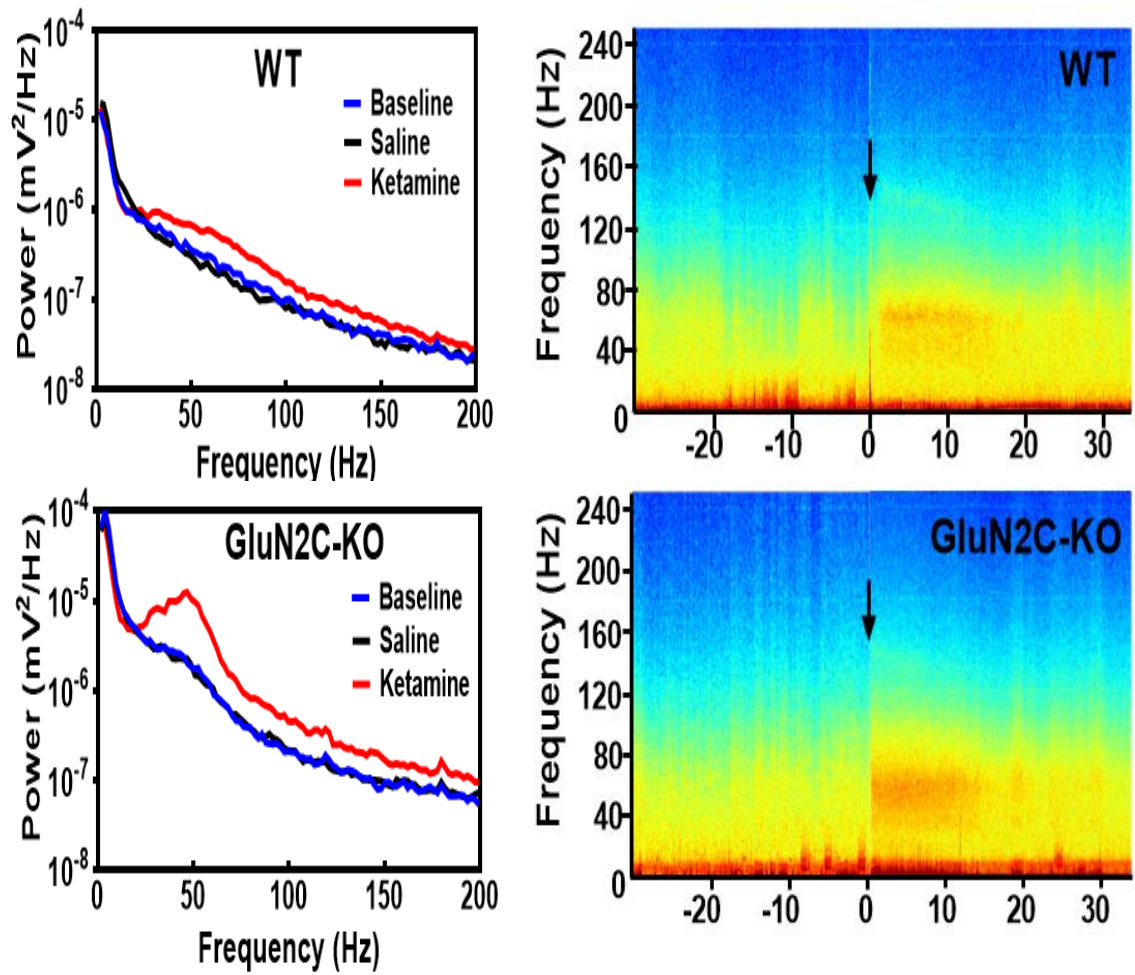 WT
Baseline
Saline
Ketamine
Power (mV²/Hz)
10⁻⁴
10⁻⁵
10⁻⁶
10⁻⁷
10⁻⁸
0 50 100 150 200
Frequency (Hz)
WT
Frequency (Hz)
240
200
160
120
80
40
0
-20 -10 0 10 20 30
GluN2C-KO
Baseline
Saline
Ketamine
Power (mV²/Hz)
10⁻⁴
10⁻⁵
10⁻⁶
10⁻⁷
10⁻⁸
0 50 100 150 200
Frequency (Hz)
GluN2C-KO
Frequency (Hz)
240
200
160
120
80
40
0
-20 -10 0 10 20 30